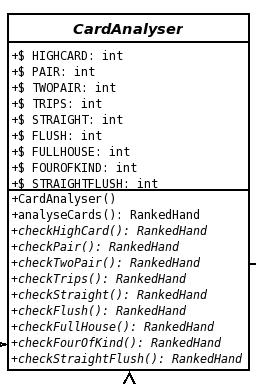 CardAnalyser
+$ HIGHCARD: int
+$ PAIR: int
+$ TWOPAIR: int
+$ TRIPS: int
+$ STRAIGHT: int
+$ FLUSH: int
+$ FULLHOUSE: int
+$ FOUROFKIND: int
+$ STRAIGHTFLUSH: int
+CardAnalyser()
+analyseCards(): RankedHand
+checkHighCard(): RankedHand
+checkPair(): RankedHand
+checkTwoPair(): RankedHand
+checkTrips(): RankedHand
+checkStraight(): RankedHand
+checkFlush(): RankedHand
+checkFullHouse(): RankedHand
+checkFourOfKind(): RankedHand
+checkStraightFlush(): RankedHand